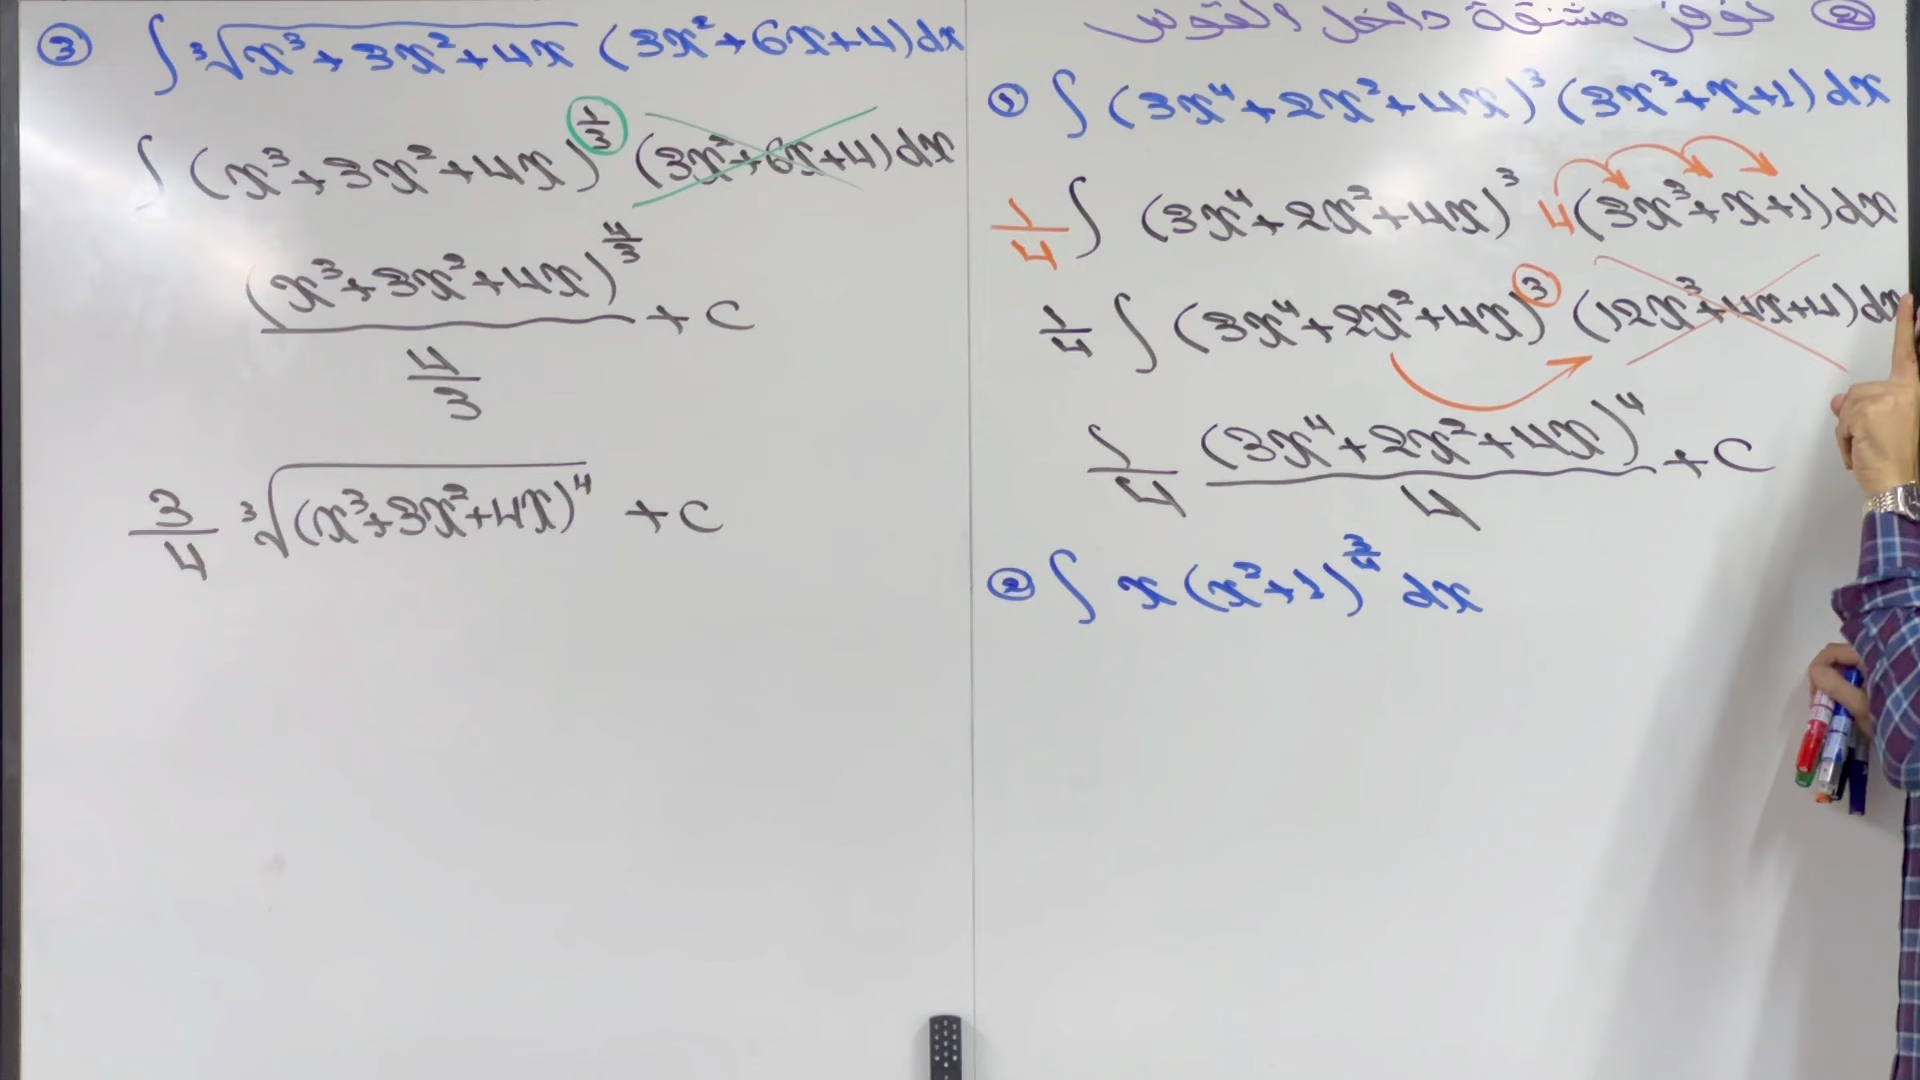 ③ ∫ ∛(x³+3x²+4x) (3x²+6x+4)dx
∫ (x³+3x²+4x)^(1/3) (3x²+6x+4)dx
(x³+3x²+4x)^(4/3) / (4/3) + C
3/4 ∛((x³+3x²+4x)⁴) + C
② نوفر مشتقة داخل القوس
① ∫ (3x⁴+2x²+4x)³ (3x³+x+1)dx
1/4 ∫ (3x⁴+2x²+4x)³ 4(3x³+x+1)dx
1/4 ∫ (3x⁴+2x²+4x)³ (12x³+4x+4)dx
1/4 (3x⁴+2x²+4x)⁴ / 4 + C
② ∫ x(x²+1)^(3/4) dx